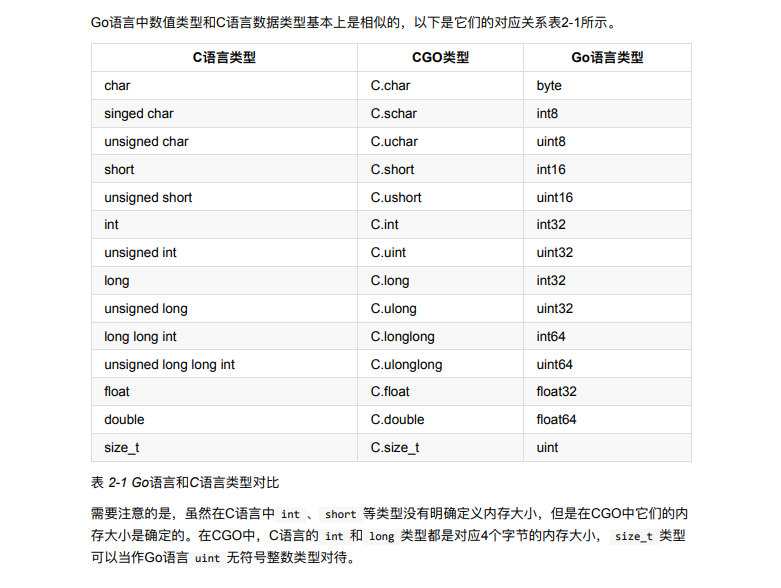 Go语言中数值类型和C语言数据类型基本上是相似的，以下是它们的对应关系表2-1所示。
C语言类型 CGO类型 Go语言类型
char C.char byte
singed char C.schar int8
unsigned char C.uchar uint8
short C.short int16
unsigned short C.ushort uint16
int C.int int32
unsigned int C.uint uint32
long C.long int32
unsigned long C.ulong uint32
long long int C.longlong int64
unsigned long long int C.ulonglong uint64
float C.float float32
double C.double float64
size_t C.size_t uint
表 2-1 Go语言和C语言类型对比
需要注意的是，虽然在C语言中 int 、 short 等类型没有明确定义内存大小，但是在CGO中它们的内
存大小是确定的。在CGO中，C语言的 int 和 long 类型都是对应4个字节的内存大小， size_t 类型
可以当作Go语言 uint 无符号整数类型对待。